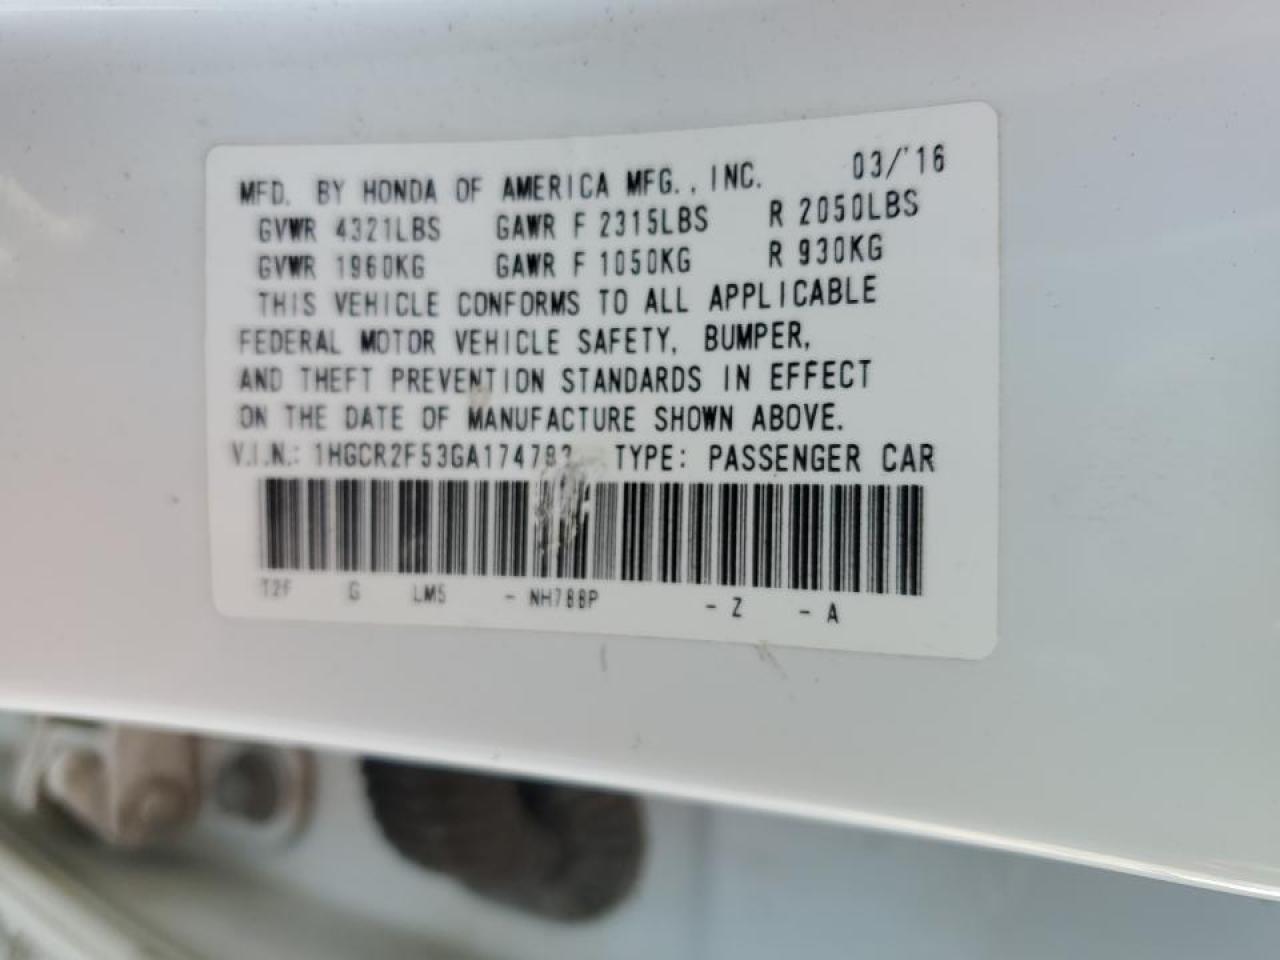 MFD. BY HONDA OF AMERICA MFG., INC. 03/'16
GVWR 4321LBS GAWR F 2315LBS R 2050LBS
GVWR 1960KG GAWR F 1050KG R 930KG
THIS VEHICLE CONFORMS TO ALL APPLICABLE
FEDERAL MOTOR VEHICLE SAFETY, BUMPER,
AND THEFT PREVENTION STANDARDS IN EFFECT
ON THE DATE OF MANUFACTURE SHOWN ABOVE.
V.I.N.: 1HGCR2F53GA174782 TYPE: PASSENGER CAR
T2F G LM5 - NH788P - Z - A